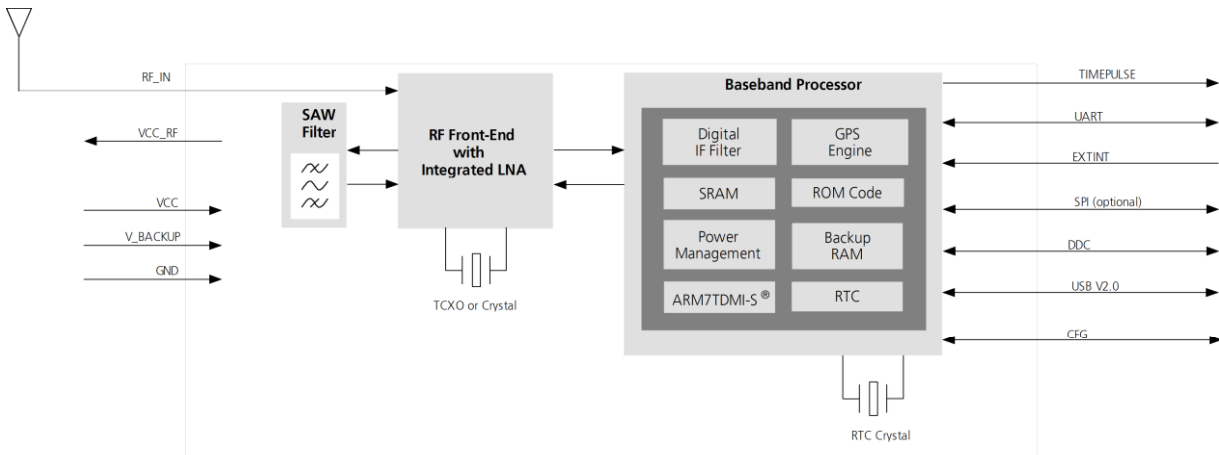 RF_IN
VCC_RF
VCC
V_BACKUP
GND
SAW
Filter
RF Front-End
with
Integrated LNA
TCXO or Crystal
Baseband Processor
Digital
IF Filter
GPS
Engine
SRAM
ROM Code
Power
Management
Backup
RAM
ARM7TDMI-S ®
RTC
RTC Crystal
TIMEPULSE
UART
EXTINT
SPI (optional)
DDC
USB V2.0
CFG